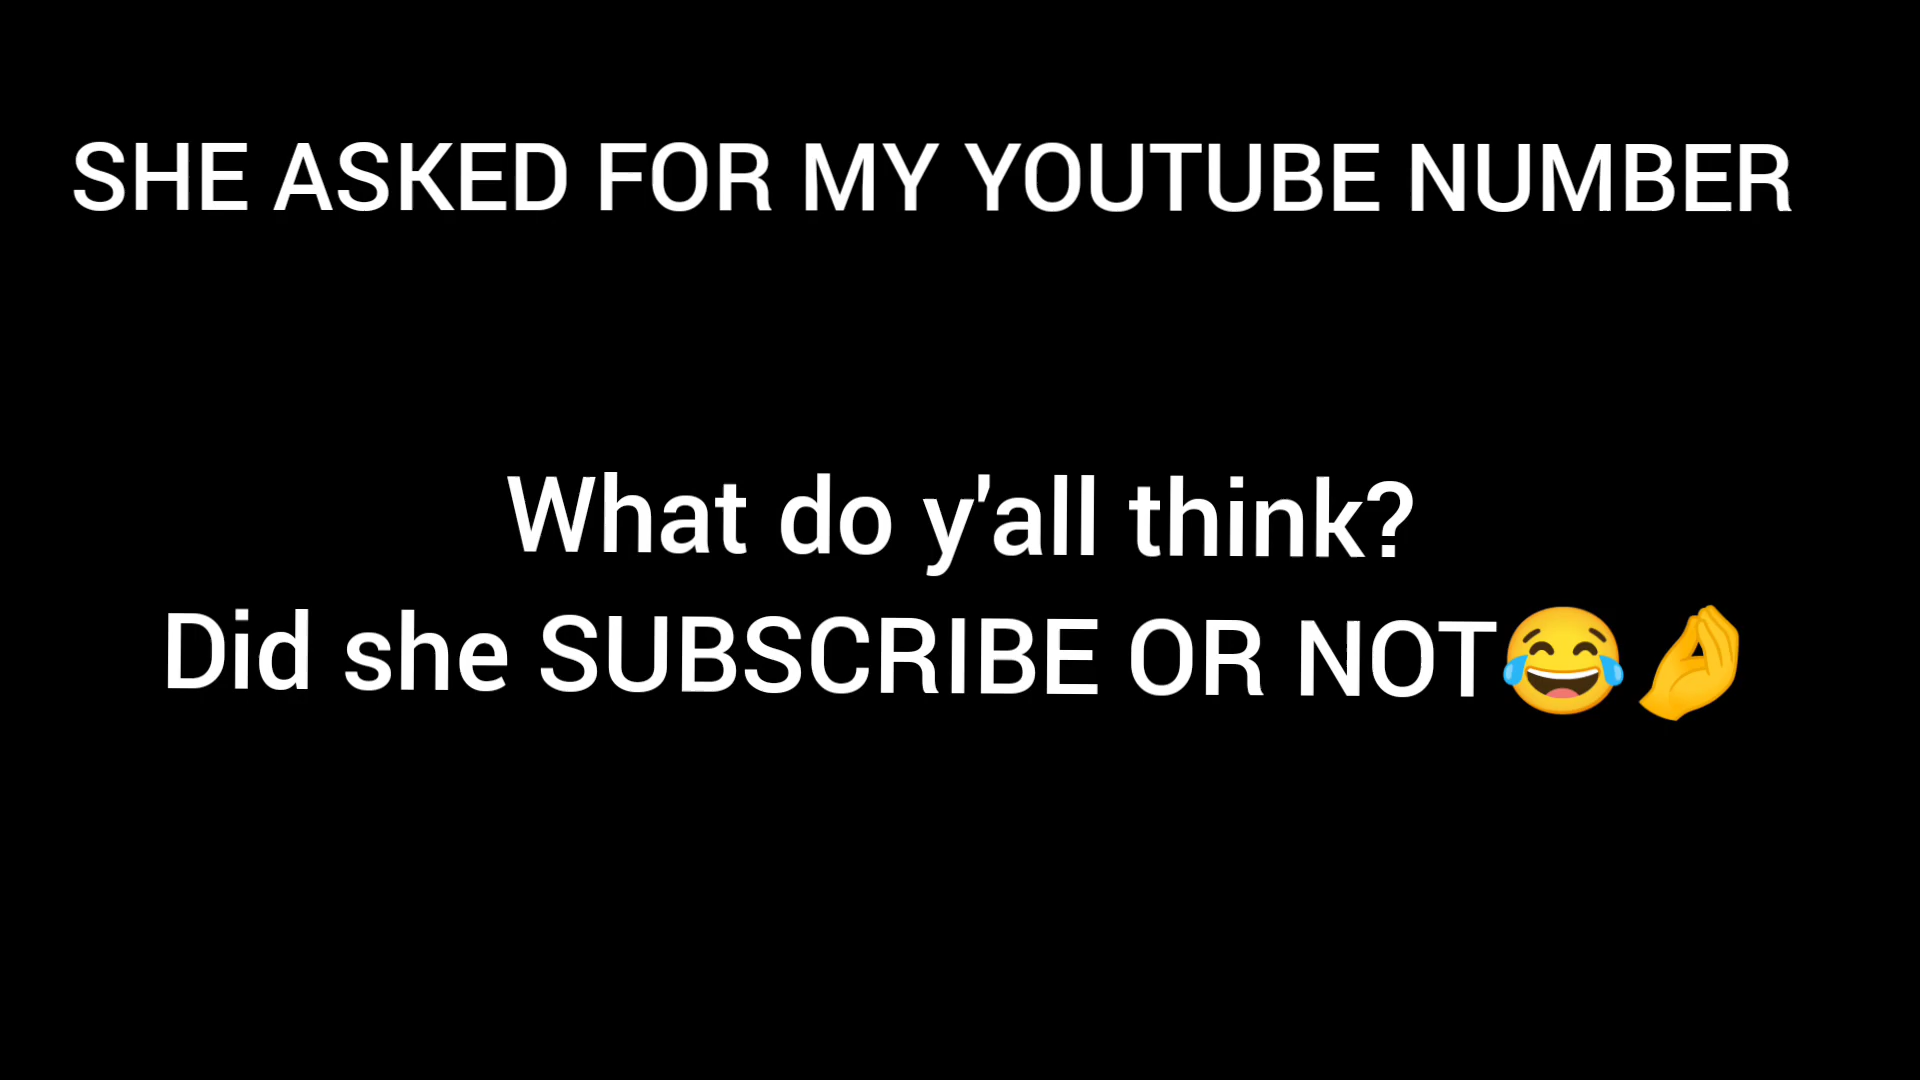 SHE ASKED FOR MY YOUTUBE NUMBER
What do y'all think?
Did she SUBSCRIBE OR NOT😂🤌